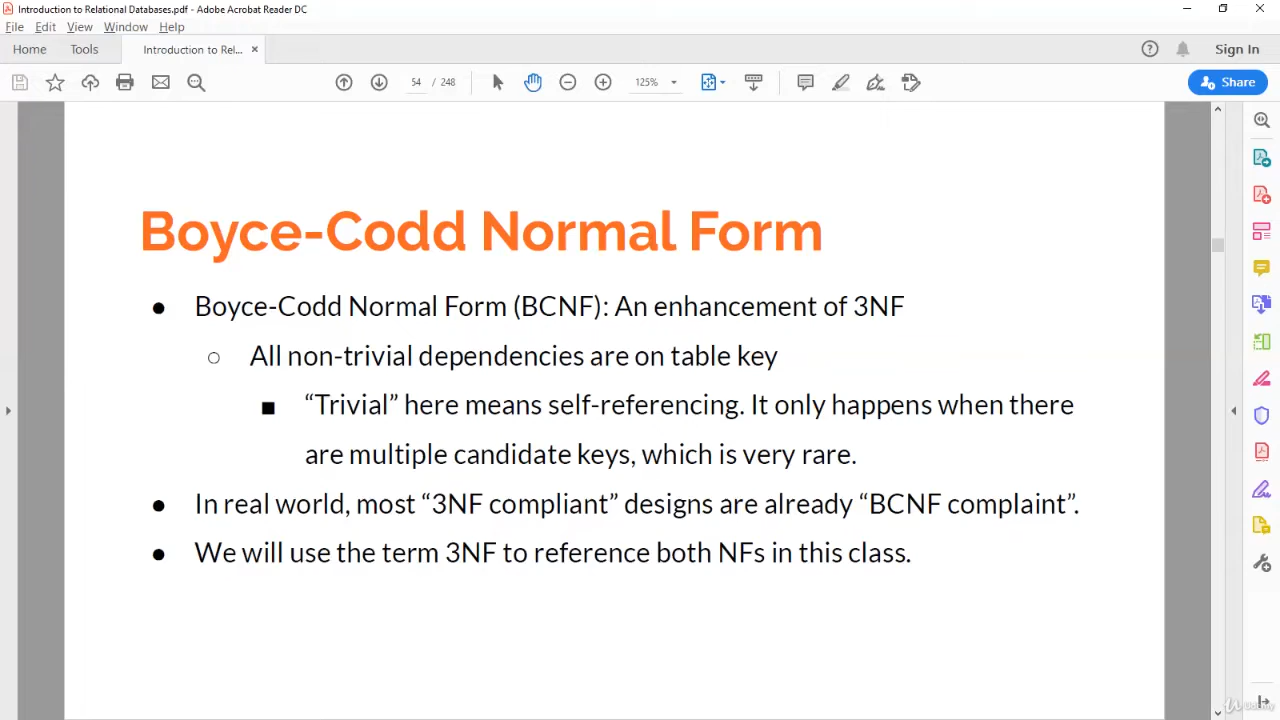 Introduction to Relational Databases.pdf - Adobe Acrobat Reader DC
File Edit View Window Help
Home Tools Introduction to Rel... × Sign In
54 / 248 125% Share
Boyce-Codd Normal Form
● Boyce-Codd Normal Form (BCNF): An enhancement of 3NF
○ All non-trivial dependencies are on table key
■ “Trivial” here means self-referencing. It only happens when there
are multiple candidate keys, which is very rare.
● In real world, most “3NF compliant” designs are already “BCNF complaint”.
● We will use the term 3NF to reference both NFs in this class.